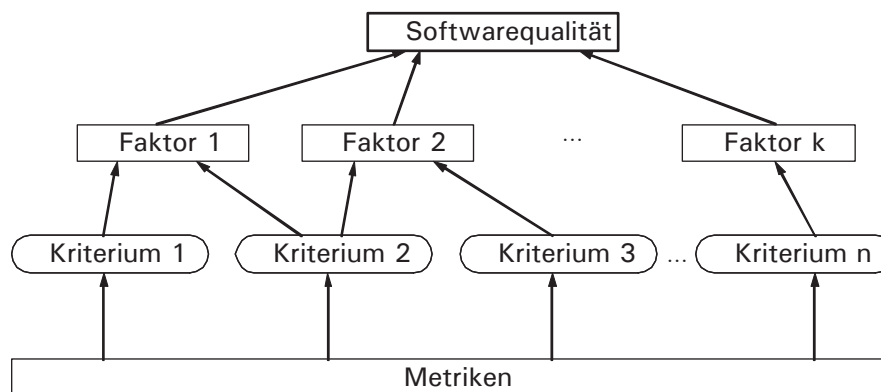 Softwarequalität
Faktor 1 Faktor 2 ... Faktor k
Kriterium 1 Kriterium 2 Kriterium 3 ... Kriterium n
Metriken